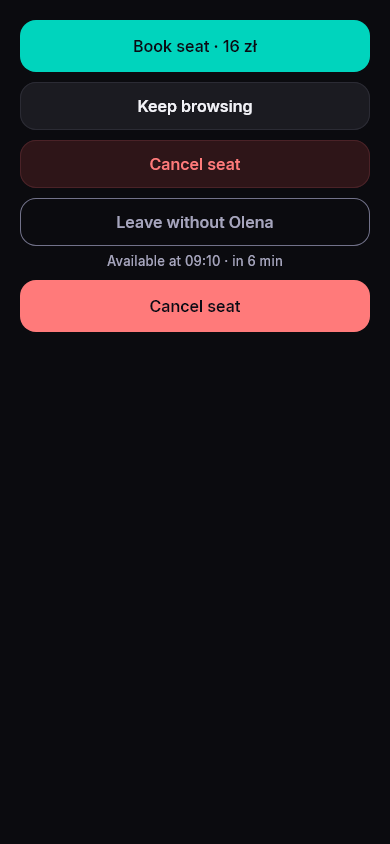 Book seat · 16 zł
Keep browsing
Cancel seat
Leave without Olena
Available at 09:10 · in 6 min
Cancel seat